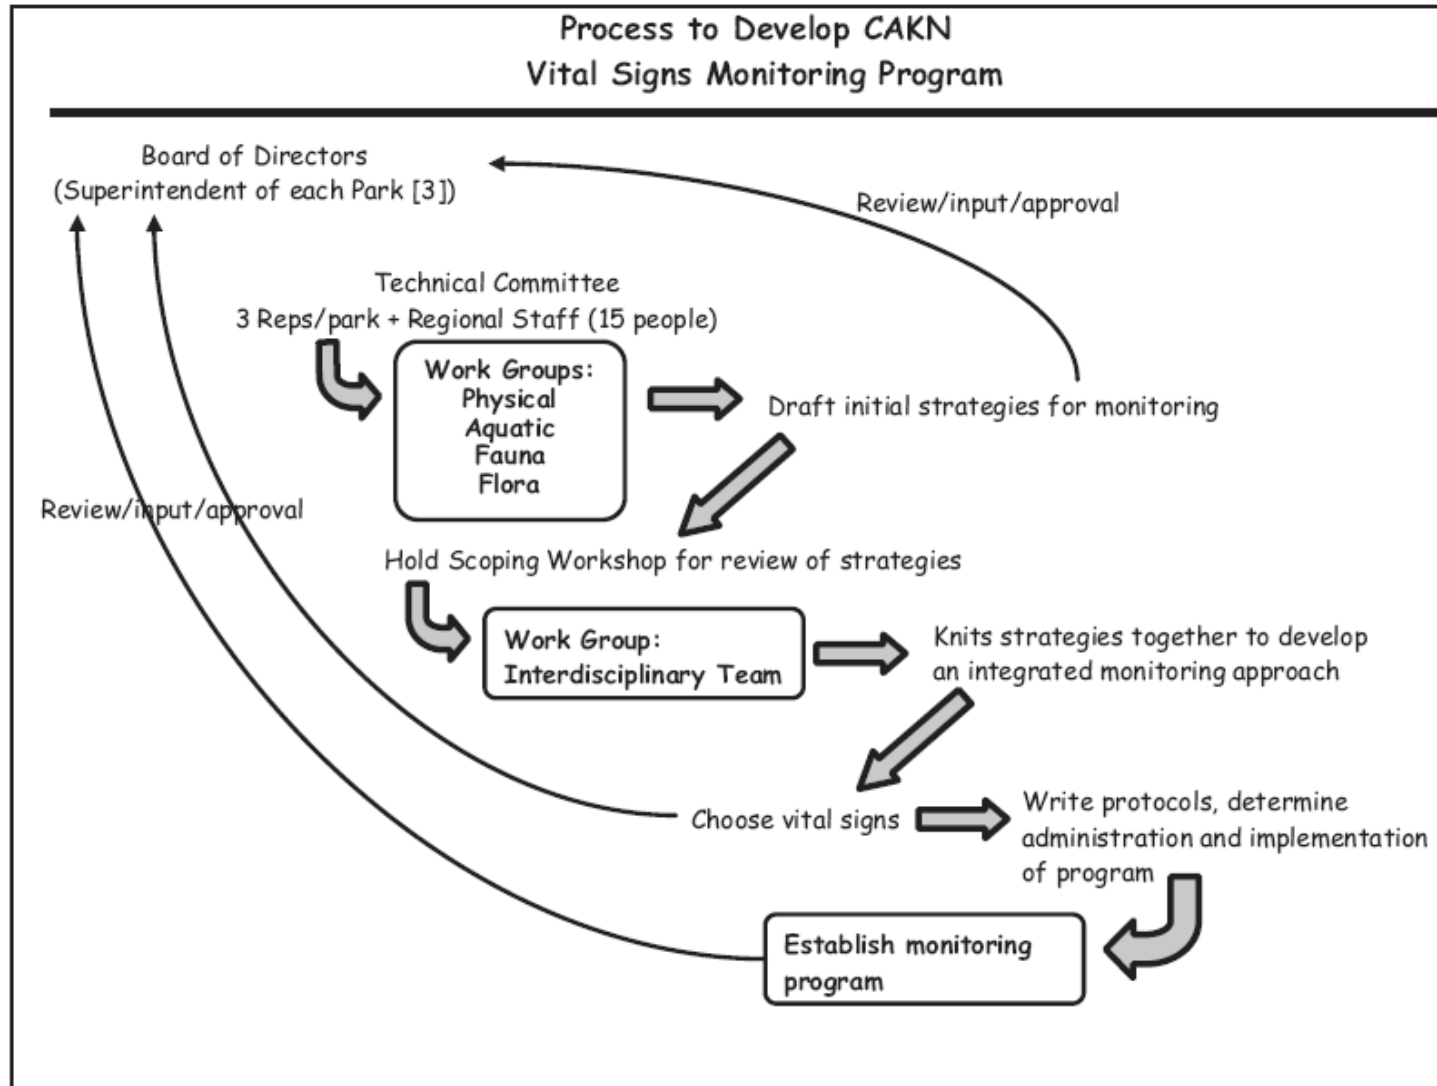 Process to Develop CAKN
Vital Signs Monitoring Program
Board of Directors
(Superintendent of each Park [3])
Review/input/approval
Technical Committee
3 Reps/park + Regional Staff (15 people)
Work Groups:
Physical
Aquatic
Fauna
Flora
Draft initial strategies for monitoring
Review/input/approval
Hold Scoping Workshop for review of strategies
Work Group:
Interdisciplinary Team
Knits strategies together to develop
an integrated monitoring approach
Choose vital signs
Write protocols, determine
administration and implementation
of program
Establish monitoring
program